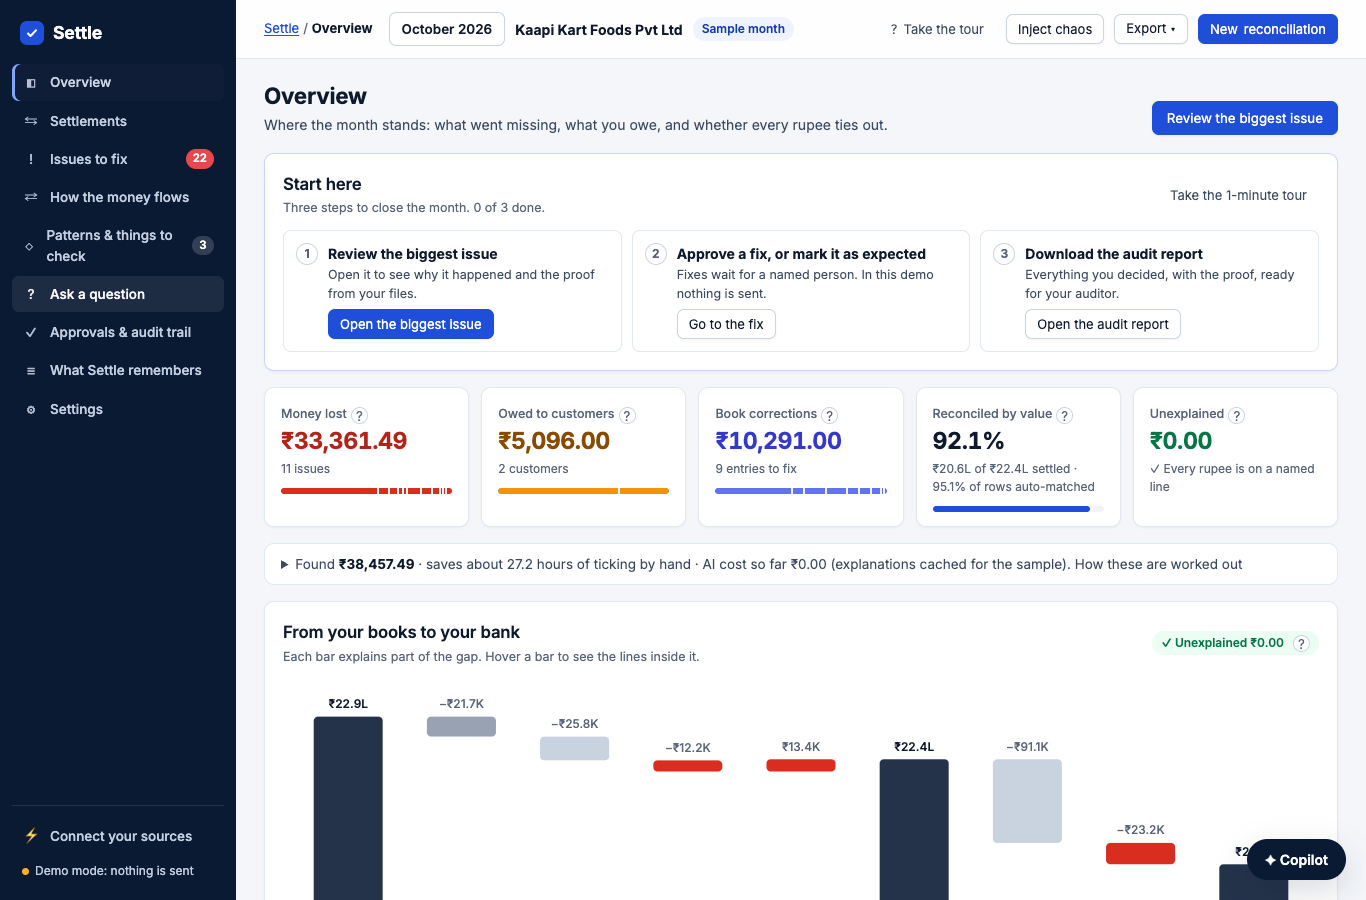 Settle
Overview
Settlements
Issues to fix
22
How the money flows
Patterns & things to
check
3
Ask a question
Approvals & audit trail
What Settle remembers
Settings
Connect your sources
Demo mode: nothing is sent
Settle / Overview
October 2026
Kaapi Kart Foods Pvt Ltd
Sample month
? Take the tour
Inject chaos
Export
New reconciliation
Overview
Where the month stands: what went missing, what you owe, and whether every rupee ties out.
Review the biggest issue
Start here
Three steps to close the month. 0 of 3 done.
Take the 1-minute tour
1
Review the biggest issue
Open it to see why it happened and the proof
from your files.
Open the biggest issue
2
Approve a fix, or mark it as expected
Fixes wait for a named person. In this demo
nothing is sent.
Go to the fix
3
Download the audit report
Everything you decided, with the proof, ready
for your auditor.
Open the audit report
Money lost ?
₹33,361.49
11 issues
Owed to customers ?
₹5,096.00
2 customers
Book corrections ?
₹10,291.00
9 entries to fix
Reconciled by value ?
92.1%
₹20.6L of ₹22.4L settled ·
95.1% of rows auto-matched
Unexplained ?
₹0.00
✓ Every rupee is on a named
line
Found ₹38,457.49 · saves about 27.2 hours of ticking by hand · AI cost so far ₹0.00 (explanations cached for the sample). How these are worked out
From your books to your bank
Each bar explains part of the gap. Hover a bar to see the lines inside it.
✓ Unexplained ₹0.00 ?
₹22.9L
−₹21.7K
−₹25.8K
−₹12.2K
₹13.4K
₹22.4L
−₹91.1K
−₹23.2K
Copilot